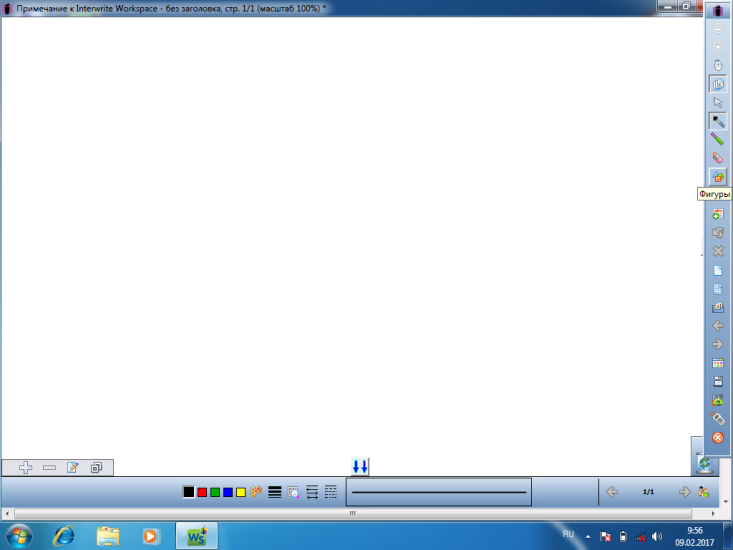 Примечание к Interwrite Workspace - без заголовка, стр. 1/1 (масштаб 100%) *
Фигуры
1/1
WS
RU
9:56
09.02.2017